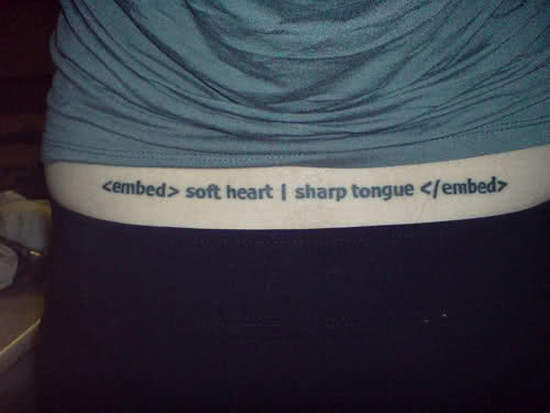 <embed> soft heart | sharp tongue </embed>